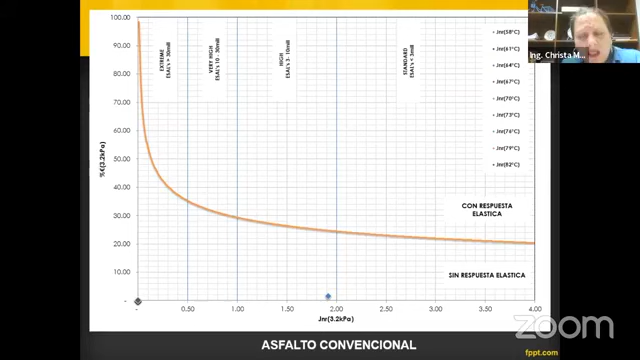 %€(3.2kPa)
100.00
90.00
80.00
70.00
60.00
50.00
40.00
30.00
20.00
10.00
-
EXTREME
ESAL's + 30mill
VERY HIGH
ESAL's 10 - 30mill
HIGH
ESAL's 3 - 10mill
STANDARD
ESAL's < 3mill
Jnr(58°C)
Jnr(61°C)
Jnr(64°C)
Jnr(67°C)
Jnr(70°C)
Jnr(73°C)
Jnr(76°C)
Jnr(79°C)
Jnr(82°C)
Ing. Christa M...
CON RESPUESTA
ELASTICA
SIN RESPUESTA ELASTICA
- 0.50 1.00 1.50 2.00 2.50 3.00 3.50 4.00
Jnr(3.2kPa)
zoom
ASFALTO CONVENCIONAL
fppt.com